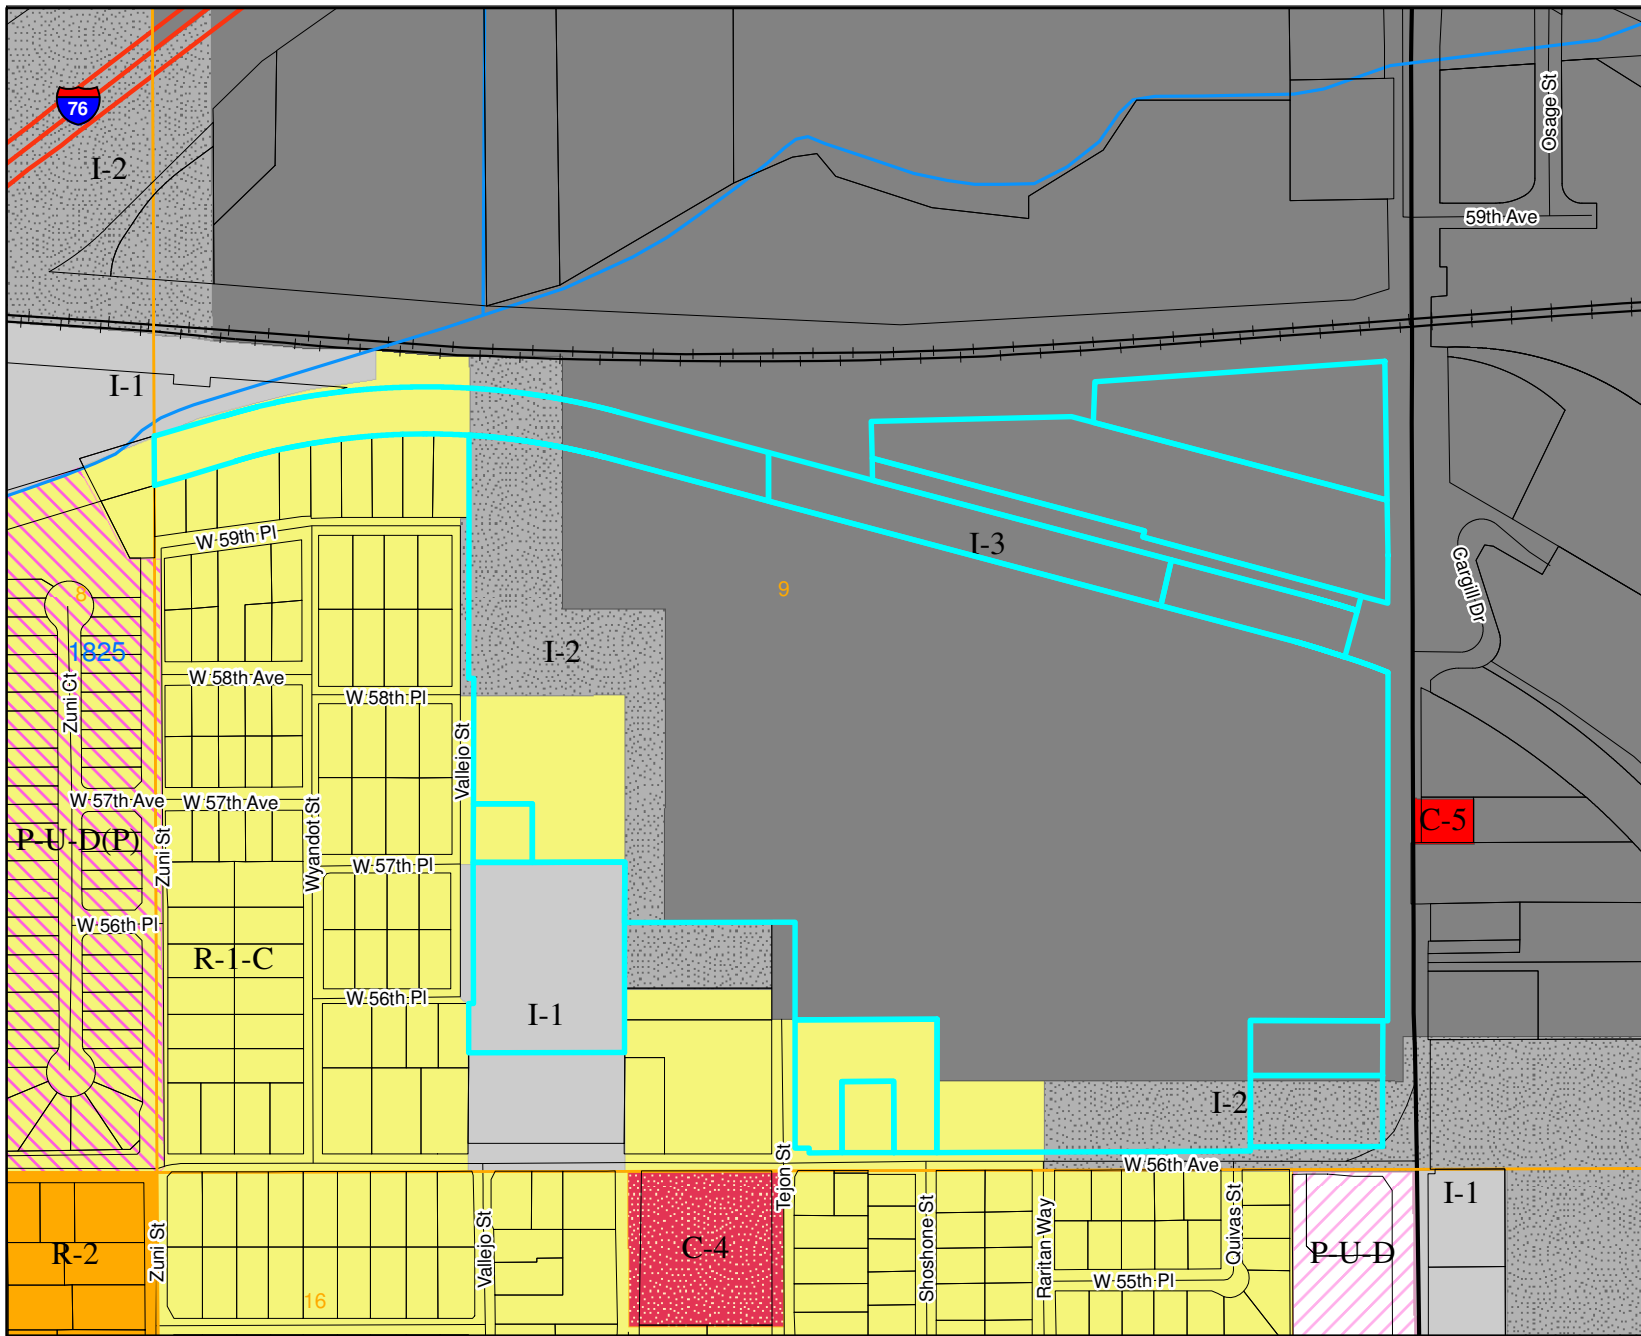 76
I-2
Osage St
59th Ave
I-1
W 59th Pl
I-3
9
Cargill Dr
8
1825
I-2
W 58th Ave
W 58th Pl
Zuni Ct
Vallejo St
W 57th Ave
W 57th Ave
C-5
P-U-D(P)
Zuni St
Wyandot St
W 57th Pl
W 56th Pl
R-1-C
W 56th Pl
I-1
I-2
W 56th Ave
Tejon St
I-1
R-2
Zuni St
Vallejo St
C-4
Shoshone St
Raritan Way
Quivas St
P-U-D
W 55th Pl
16